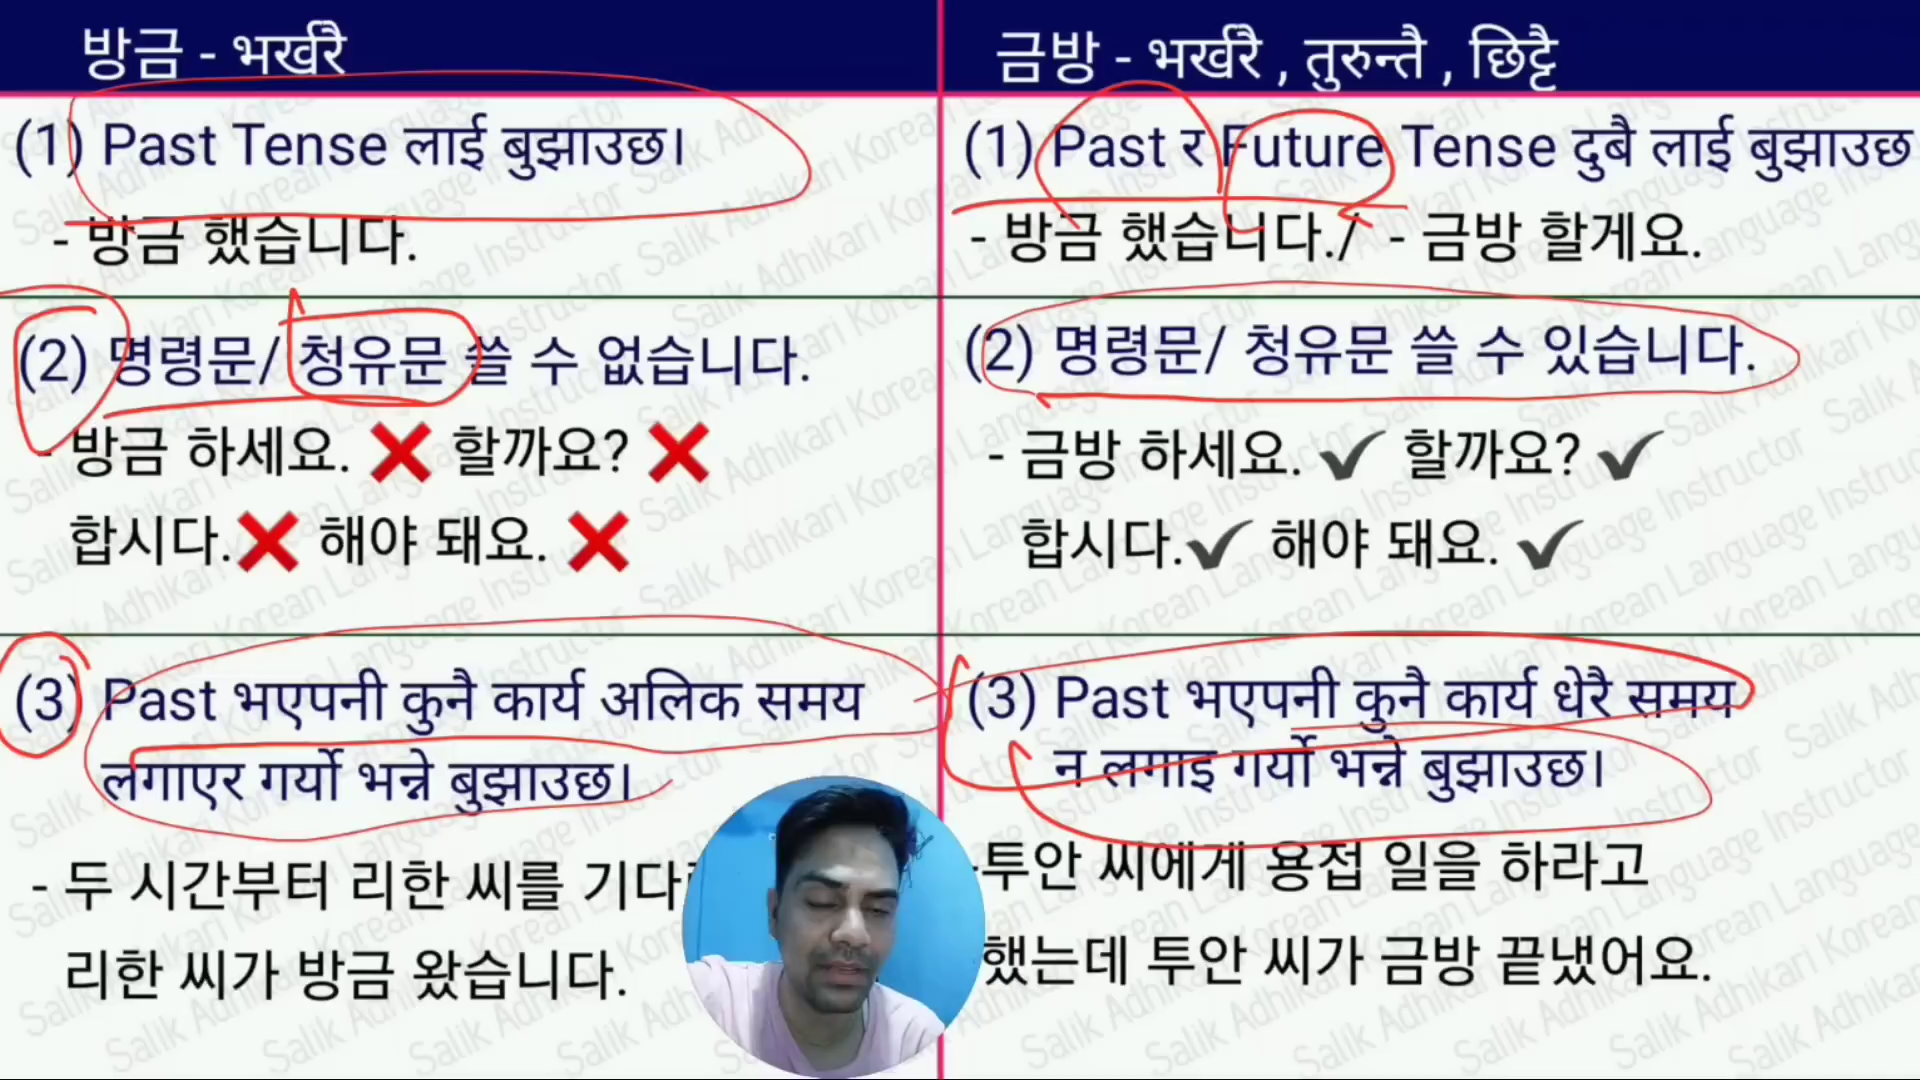 방금 - भर्खरै
(1) Past Tense लाई बुझाउछ।
- 방금 했습니다.
(2) 명령문/ 청유문 쓸 수 없습니다.
- 방금 하세요. ❌ 할까요? ❌
합시다.❌ 해야 돼요. ❌
(3) Past भएपनी कुनै कार्य अलिक समय
लगाएर गर्यो भन्ने बुझाउछ।
- 두 시간부터 리한 씨를 기다
리한 씨가 방금 왔습니다.
금방 - भर्खरै , तुरुन्तै , छिट्टै
(1) Past र Future Tense दुबै लाई बुझाउछ
- 방금 했습니다./ - 금방 할게요.
(2) 명령문/ 청유문 쓸 수 있습니다.
- 금방 하세요. ✔ 할까요? ✔
합시다.✔ 해야 돼요. ✔
(3) Past भएपनी कुनै कार्य धेरै समय
न लगाइ गर्यो भन्ने बुझाउछ।
-투안 씨에게 용접 일을 하라고
했는데 투안 씨가 금방 끝냈어요.
Salik Adhikari Korean Language Instructor